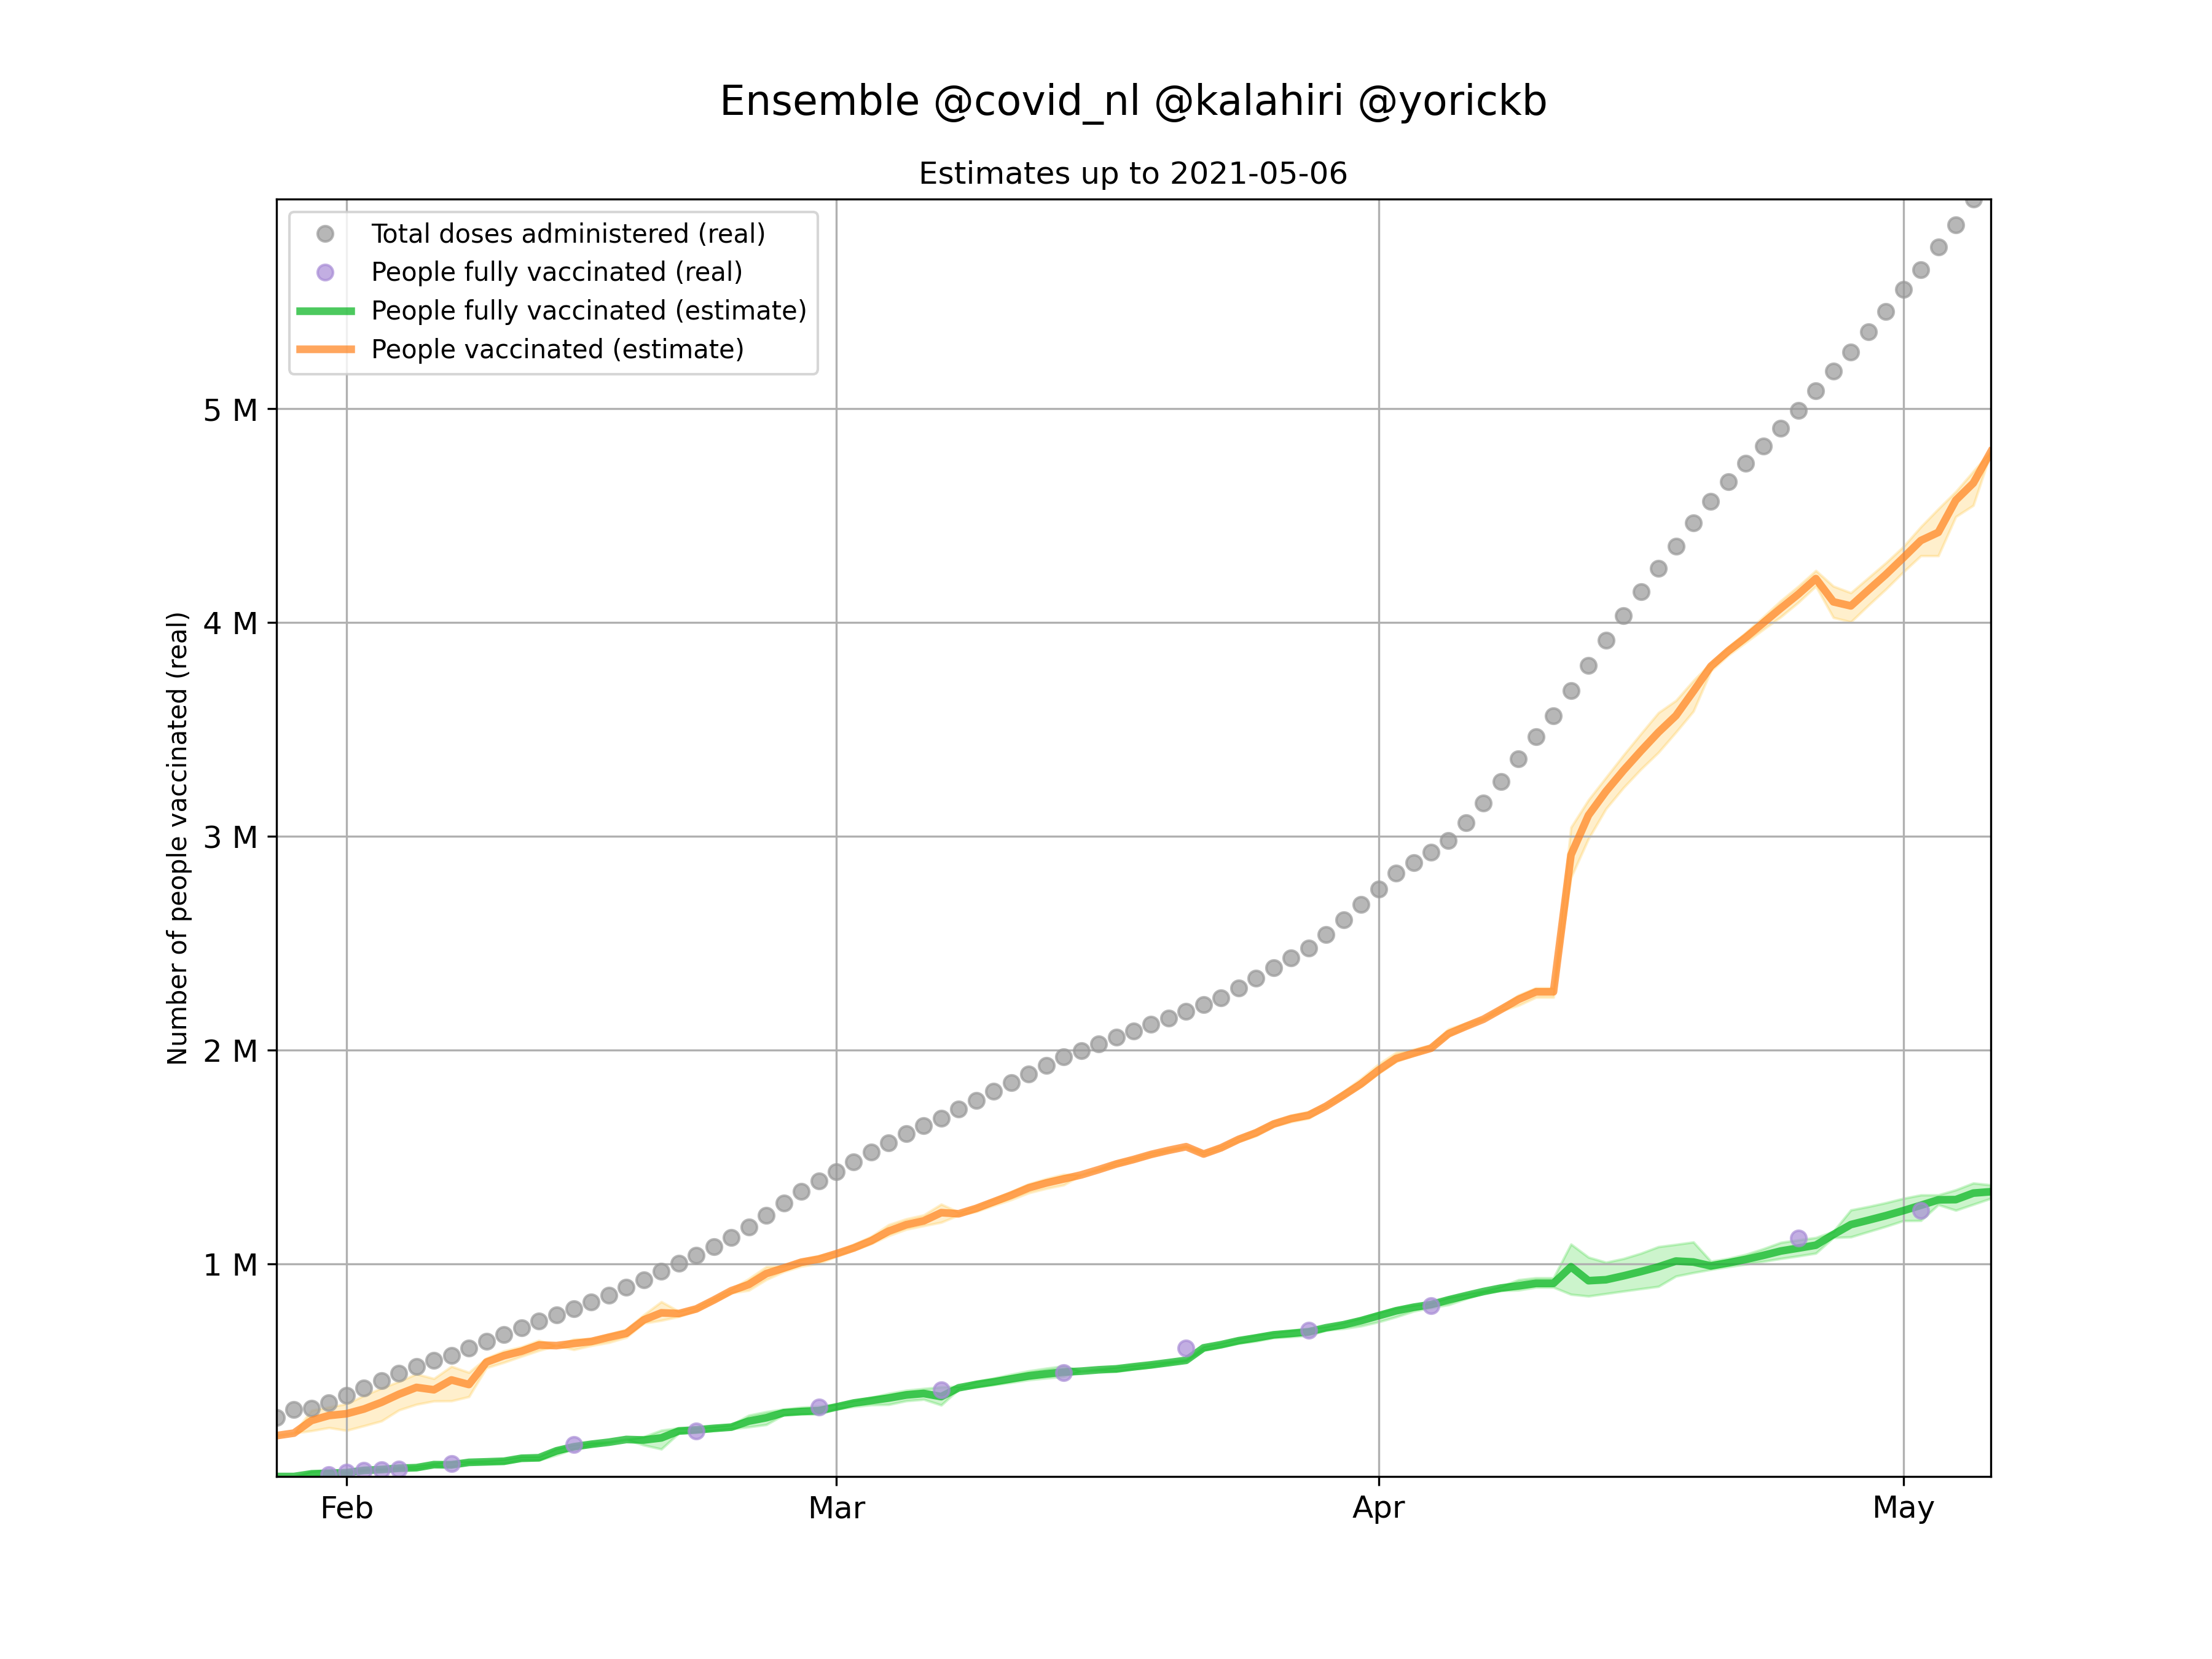 Ensemble @covid_nl @kalahiri @yorickb
Estimates up to 2021-05-06
Total doses administered (real)
People fully vaccinated (real)
People fully vaccinated (estimate)
People vaccinated (estimate)
Number of people vaccinated (real)
5 M
4 M
3 M
2 M
1 M
Feb
Mar
Apr
May